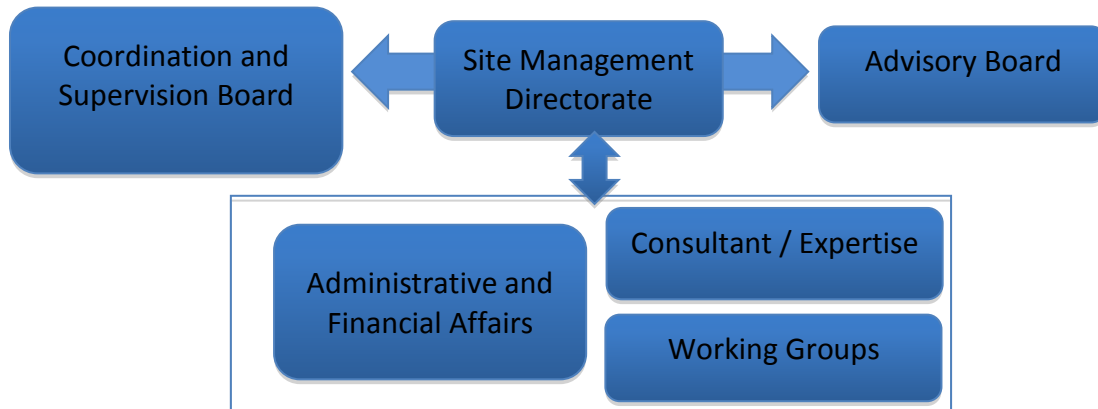 Coordination and
Supervision Board
Site Management
Directorate
Advisory Board
Administrative and
Financial Affairs
Consultant / Expertise
Working Groups